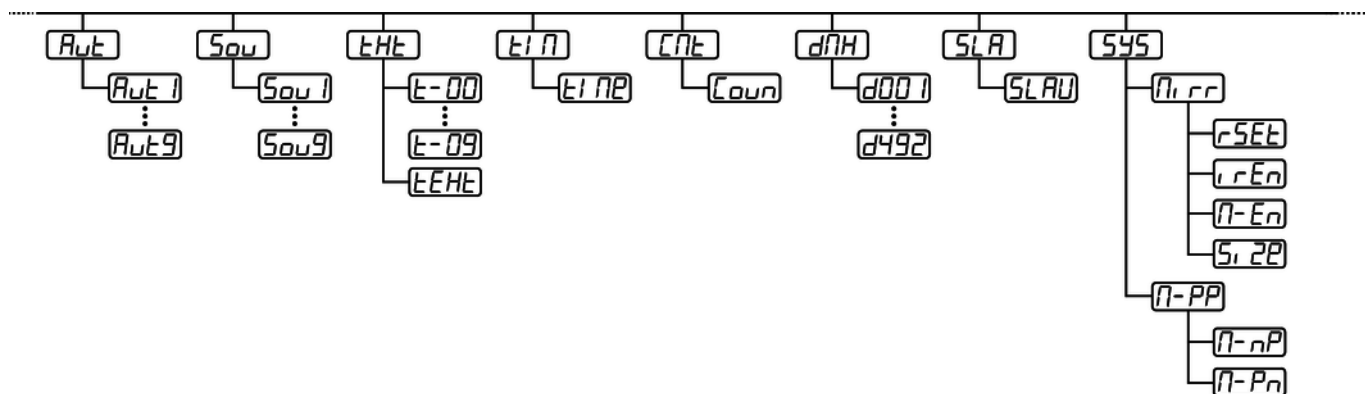 Aut Sou tHt tIM CMt dMH SLA SYS
Aut1 Sou1 t-00 tIMe Coun d001 SLAU Mirr
Aut9 Sou9 t-09 d492 rSEt
tEHt irEn
M-En
Size
M-PP
M-nP
M-Pn